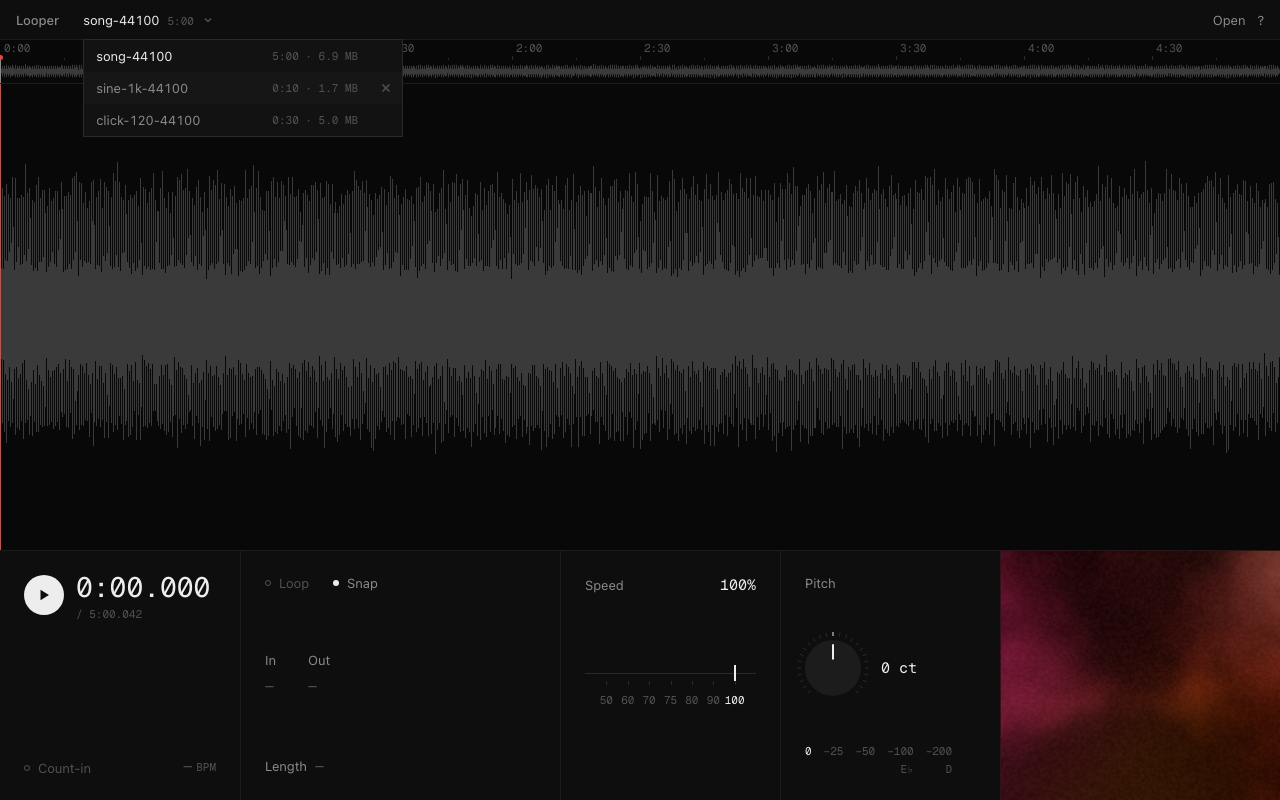 Looper song-44100 5:00 Open ?
0:00 30 2:00 2:30 3:00 3:30 4:00 4:30
song-44100 5:00 · 6.9 MB
sine-1k-44100 0:10 · 1.7 MB ×
click-120-44100 0:30 · 5.0 MB
0:00.000
/ 5:00.042
Count-in — BPM
Loop Snap
In Out
— —
Length —
Speed 100%
50 60 70 75 80 90 100
Pitch
0 ct
0 −25 −50 −100 −200
E♭ D